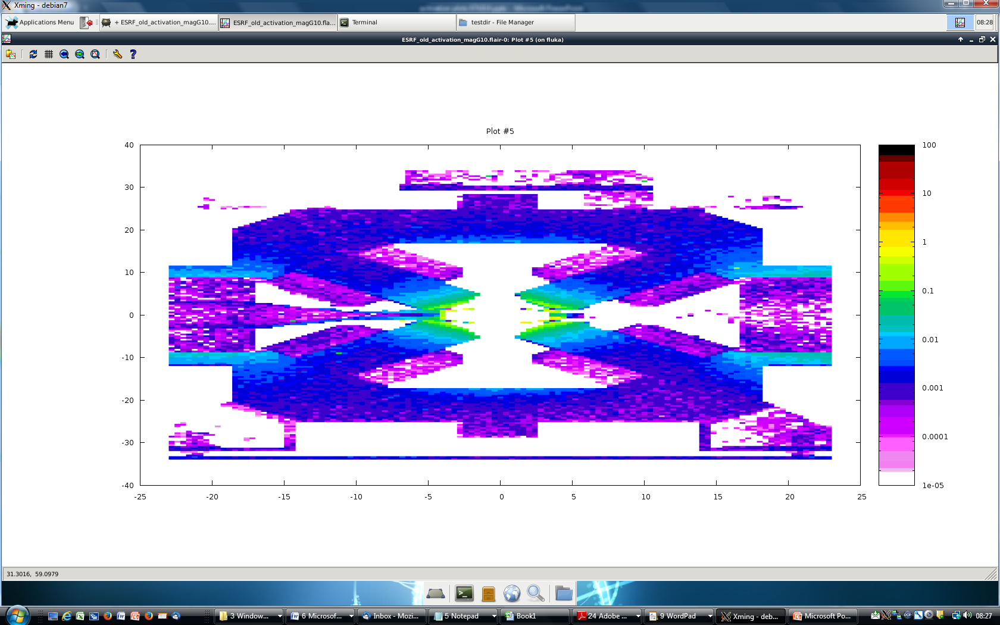 Xming - debian7
Applications Menu
+ ESRF_old_activation_magG10....
ESRF_old_activation_magG10.fla...
Terminal
testdir - File Manager
08:28
ESRF_old_activation_magG10.flair-0: Plot #5 (on fluka)
Plot #5
40
30
20
10
0
-10
-20
-30
-40
-25
-20
-15
-10
-5
0
5
10
15
20
25
100
10
1
0.1
0.01
0.001
0.0001
1e-05
31.3016, 59.0979
3 Window...
6 Microsof...
Inbox - Mozi...
5 Notepad
Book1
24 Adobe ...
9 WordPad
Xming - deb...
Microsoft Po...
08:27